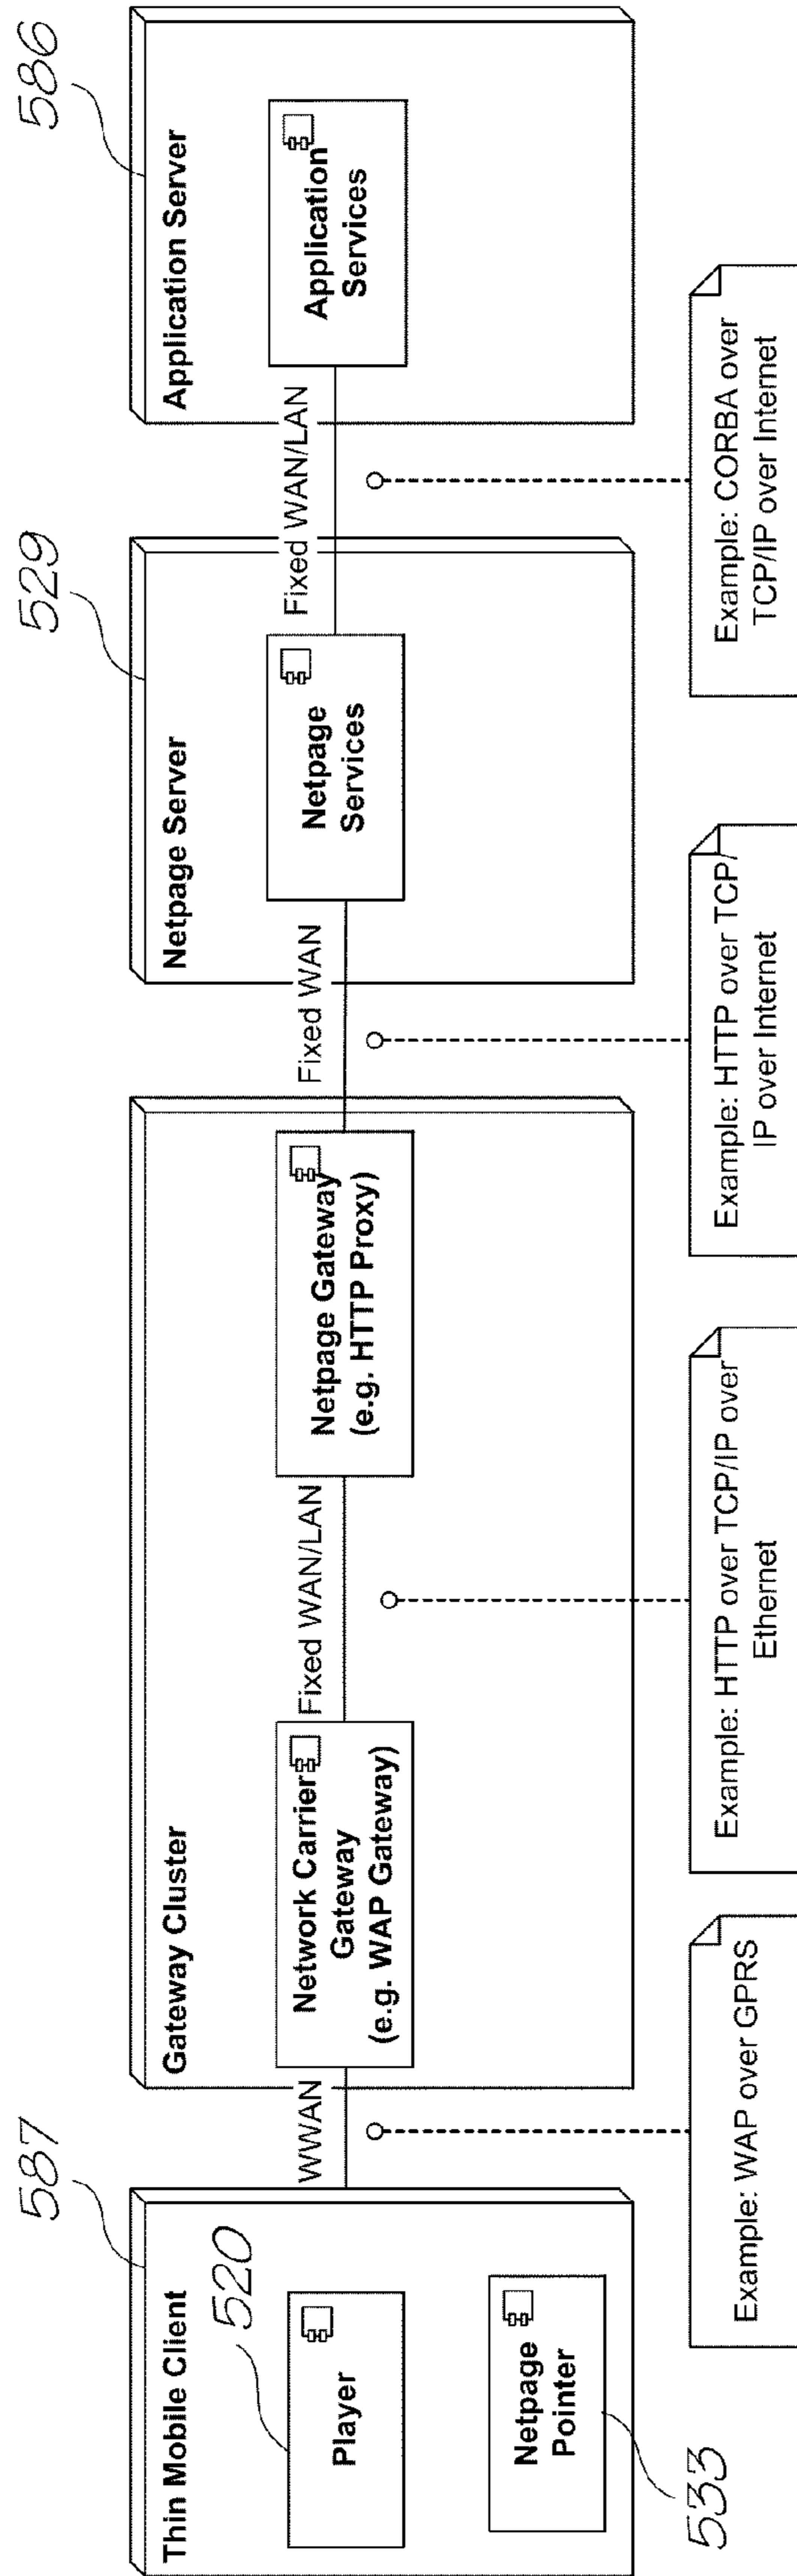 587
Thin Mobile Client
520
Player
Netpage
Pointer
533
WWAN
Example: WAP over GPRS
Gateway Cluster
Network Carrier
Gateway
(e.g. WAP Gateway)
Fixed WAN/LAN
Example: HTTP over TCP/IP over
Ethernet
Netpage Gateway
(e.g. HTTP Proxy)
Fixed WAN
Example: HTTP over TCP/
IP over Internet
529
Netpage Server
Netpage
Services
Fixed WAN/LAN
Example: CORBA over
TCP/IP over Internet
586
Application Server
Application
Services